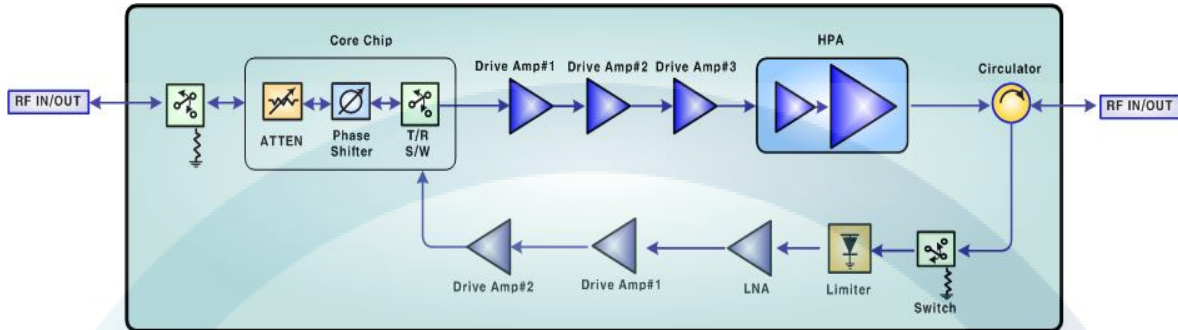 Core Chip
HPA
Drive Amp#1
Drive Amp#2
Drive Amp#3
Circulator
RF IN/OUT
RF IN/OUT
ATTEN
Phase
Shifter
T/R
S/W
Drive Amp#2
Drive Amp#1
LNA
Limiter
Switch